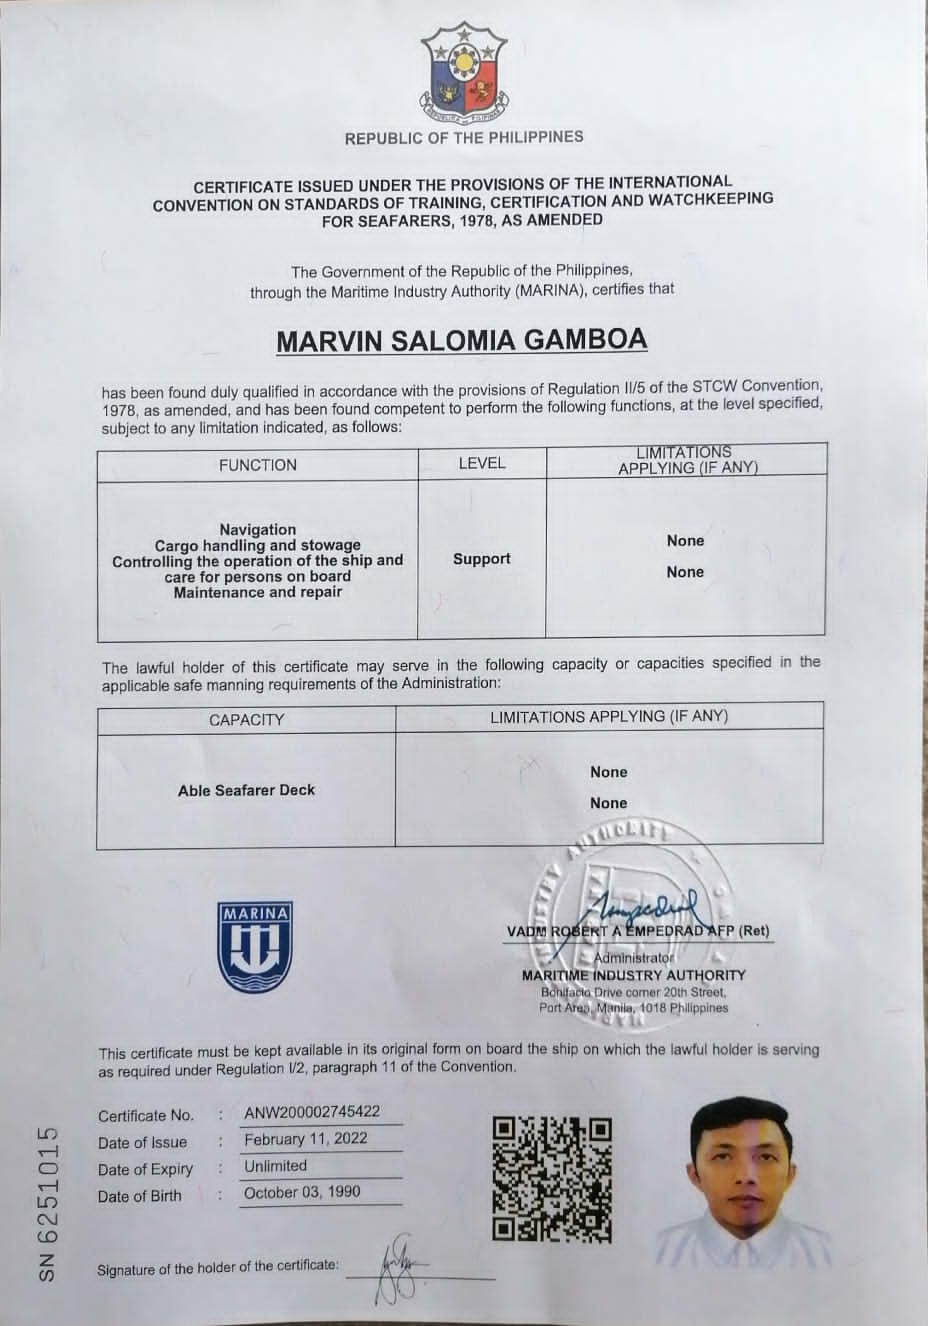 REPUBLIC OF THE PHILIPPINES
CERTIFICATE ISSUED UNDER THE PROVISIONS OF THE INTERNATIONAL
CONVENTION ON STANDARDS OF TRAINING, CERTIFICATION AND WATCHKEEPING
FOR SEAFARERS, 1978, AS AMENDED
The Government of the Republic of the Philippines,
through the Maritime Industry Authority (MARINA), certifies that
MARVIN SALOMIA GAMBOA
has been found duly qualified in accordance with the provisions of Regulation II/5 of the STCW Convention,
1978, as amended, and has been found competent to perform the following functions, at the level specified,
subject to any limitation indicated, as follows:
FUNCTION LEVEL LIMITATIONS
APPLYING (IF ANY)
Navigation
Cargo handling and stowage
Controlling the operation of the ship and
care for persons on board
Maintenance and repair
Support
None
None
The lawful holder of this certificate may serve in the following capacity or capacities specified in the
applicable safe manning requirements of the Administration:
CAPACITY LIMITATIONS APPLYING (IF ANY)
Able Seafarer Deck
None
None
MARINA
VADM ROBERT A EMPEDRAD AFP (Ret)
Administrator
MARITIME INDUSTRY AUTHORITY
Bonifacio Drive corner 20th Street,
Port Area, Manila, 1018 Philippines
This certificate must be kept available in its original form on board the ship on which the lawful holder is serving
as required under Regulation I/2, paragraph 11 of the Convention.
Certificate No. : ANW200002745422
Date of Issue : February 11, 2022
Date of Expiry : Unlimited
Date of Birth : October 03, 1990
Signature of the holder of the certificate:
SN 6251015